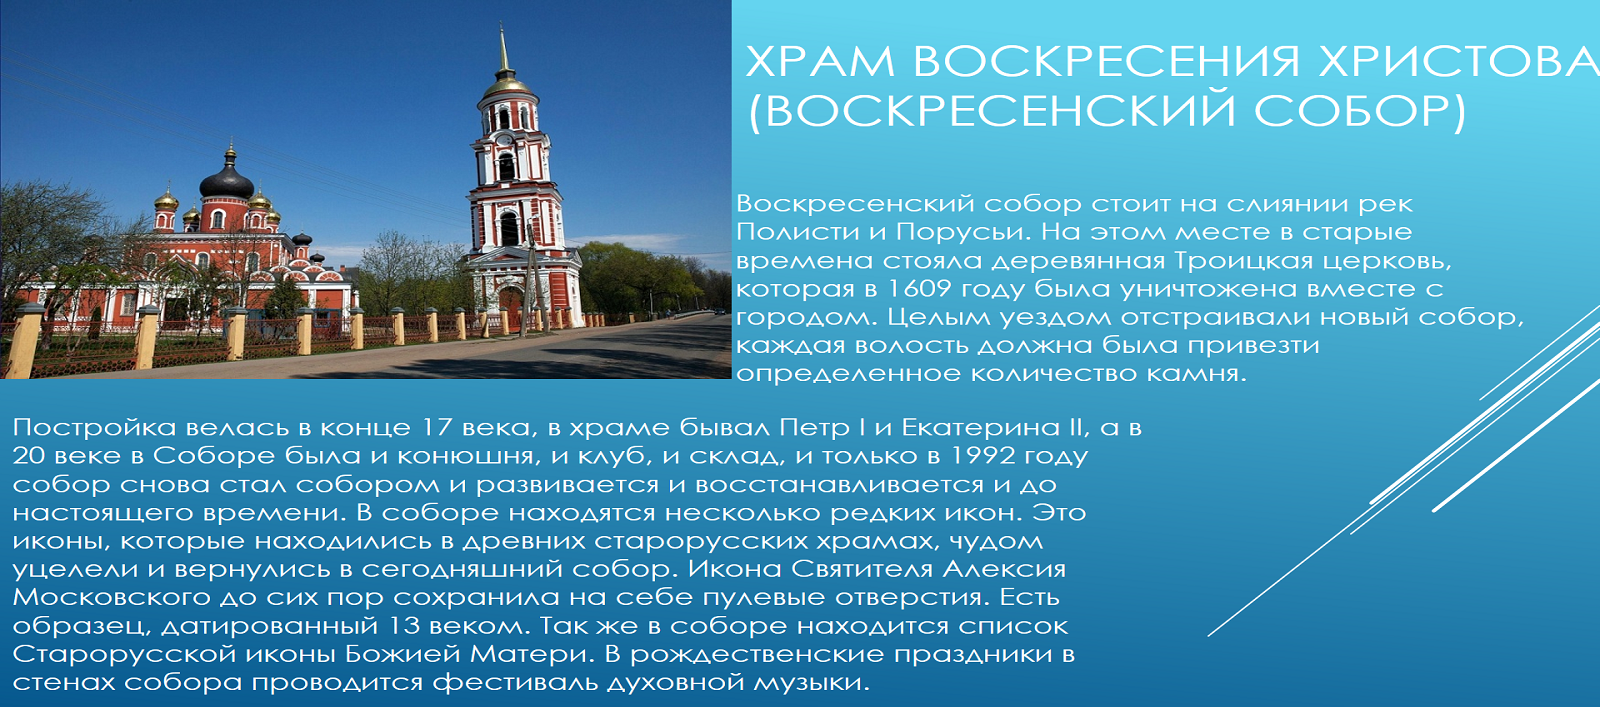 ХРАМ ВОСКРЕСЕНИЯ ХРИСТОВА
(ВОСКРЕСЕНСКИЙ СОБОР)
Воскресенский собор стоит на слиянии рек
Полисти и Порусьи. На этом месте в старые
времена стояла деревянная Троицкая церковь,
которая в 1609 году была уничтожена вместе с
городом. Целым уездом отстраивали новый собор,
каждая волость должна была привезти
определенное количество камня.
Постройка велась в конце 17 века, в храме бывал Петр I и Екатерина II, а в
20 веке в Соборе была и конюшня, и клуб, и склад, и только в 1992 году
собор снова стал собором и развивается и восстанавливается и до
настоящего времени. В соборе находятся несколько редких икон. Это
иконы, которые находились в древних старорусских храмах, чудом
уцелели и вернулись в сегодняшний собор. Икона Святителя Алексия
Московского до сих пор сохранила на себе пулевые отверстия. Есть
образец, датированный 13 веком. Так же в соборе находится список
Старорусской иконы Божией Матери. В рождественские праздники в
стенах собора проводится фестиваль духовной музыки.